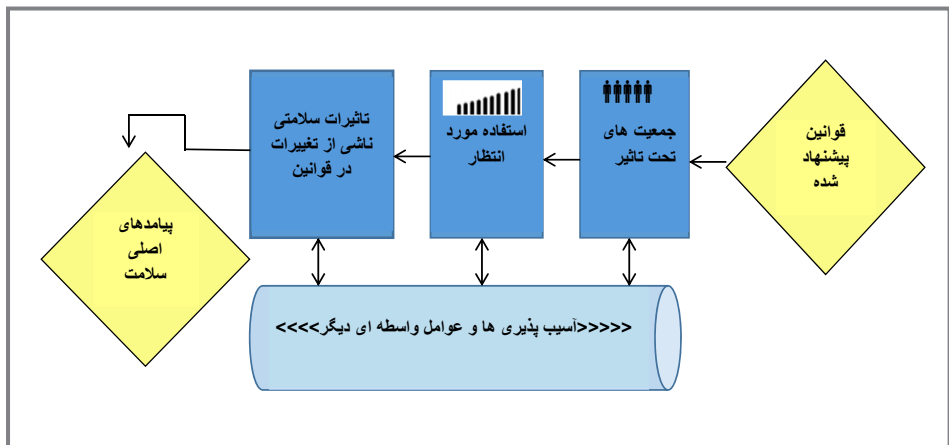 قوانین
پیشنهاد
شده
جمعیت های
تحت تاثیر
استفاده مورد
انتظار
تاثیرات سلامتی
ناشی از تغییرات
در قوانین
پیامدهای
اصلی
سلامت
<<<<آسیب پذیری ها و عوامل واسطه ای دیگر>>>>>